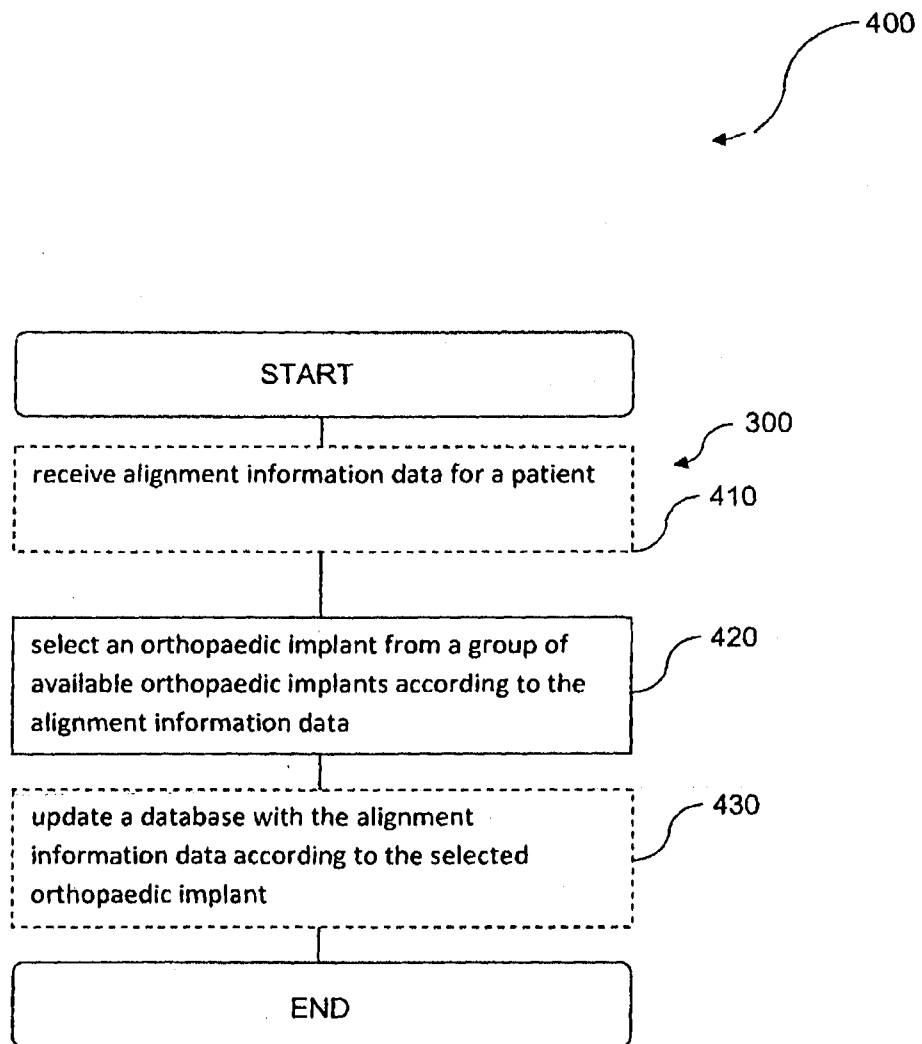 400
START
300
receive alignment information data for a patient
410
select an orthopaedic implant from a group of
420
available orthopaedic implants according to the
alignment information data
430
update a database with the alignment
information data according to the selected
orthopaedic implant
END